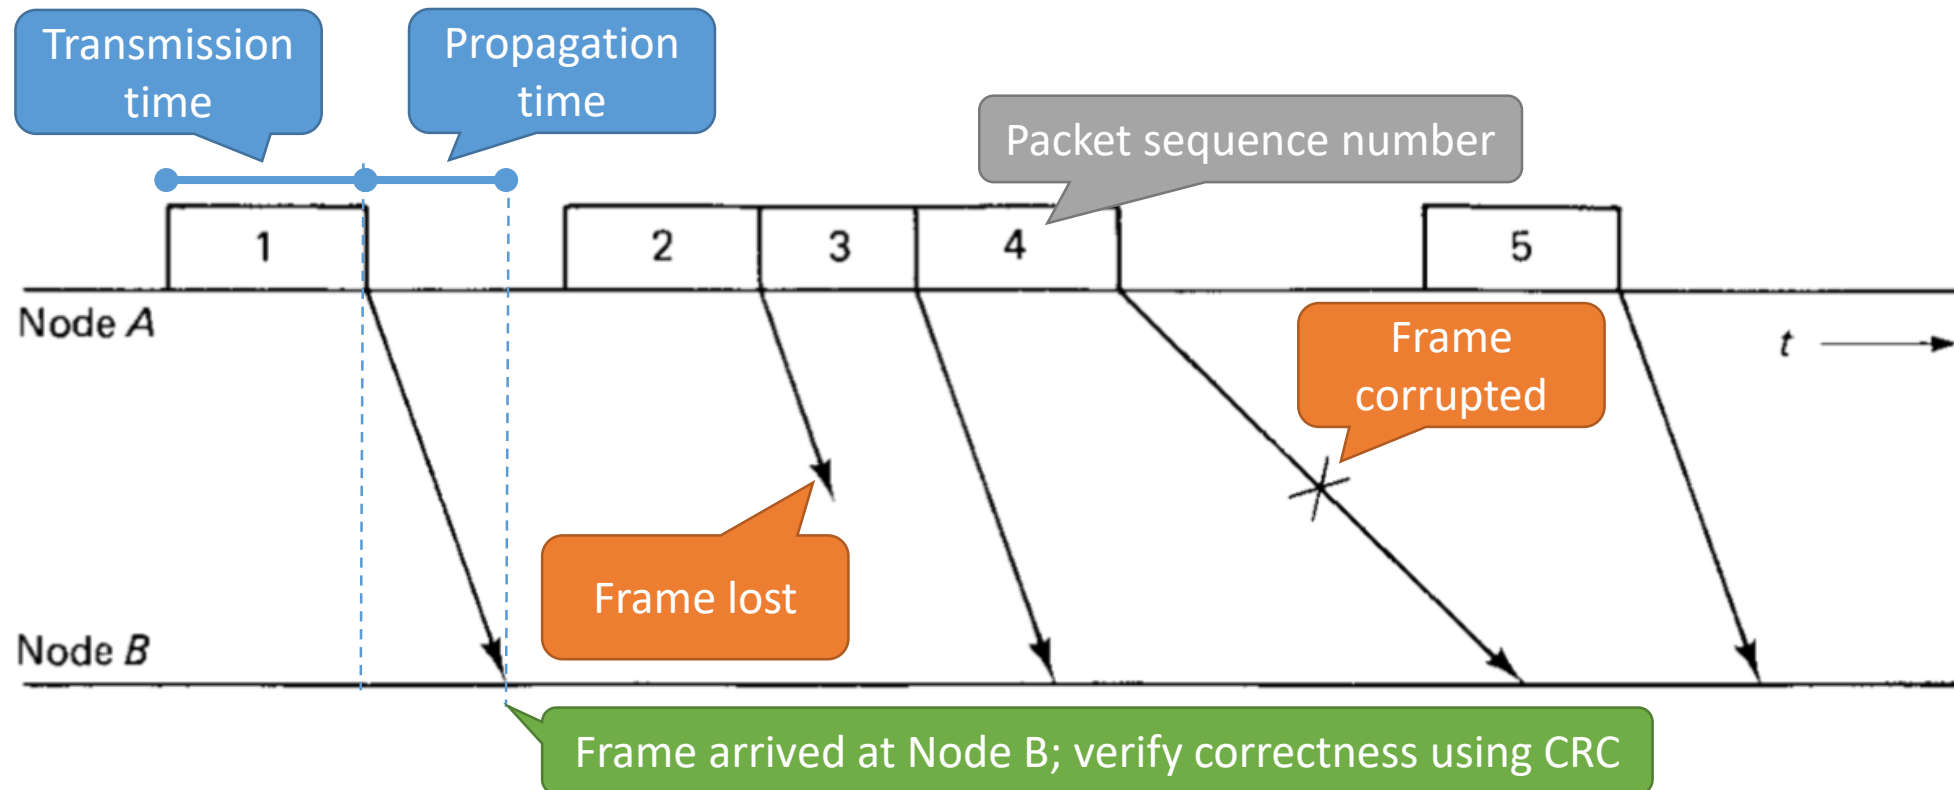 Transmission
time
Propagation
time
Packet sequence number
1
2
3
4
5
Node A
Frame
corrupted
t
Frame lost
Node B
Frame arrived at Node B; verify correctness using CRC